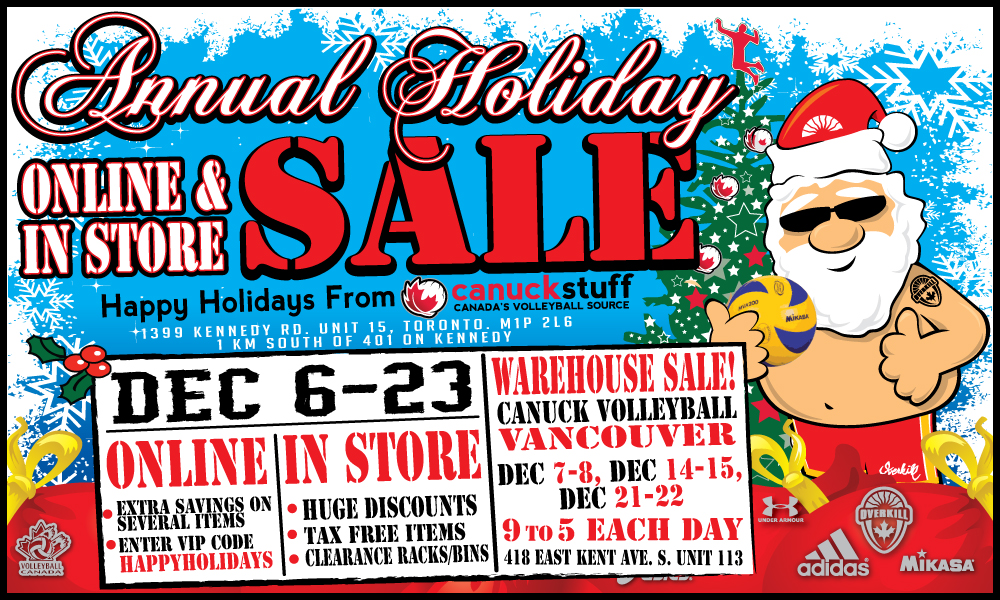 Annual Holiday
ONLINE &
IN STORE
SALE
Happy Holidays From canuckstuff
CANADA'S VOLLEYBALL SOURCE
1399 KENNEDY RD. UNIT 15, TORONTO. M1P 2L6
1 KM SOUTH OF 401 ON KENNEDY
DEC 6-23
ONLINE
• EXTRA SAVINGS ON
SEVERAL ITEMS
• ENTER VIP CODE
HAPPYHOLIDAYS
IN STORE
• HUGE DISCOUNTS
• TAX FREE ITEMS
• CLEARANCE RACKS/BINS
WAREHOUSE SALE!
CANUCK VOLLEYBALL
VANCOUVER
DEC 7-8, DEC 14-15,
DEC 21-22
9 TO 5 EACH DAY
418 EAST KENT AVE. S. UNIT 113
MVA200
MIKASA
OVERKILL
Overkill
VOLLEYBALL
CANADA
UNDER ARMOUR
adidas
OVERKILL
MIKASA